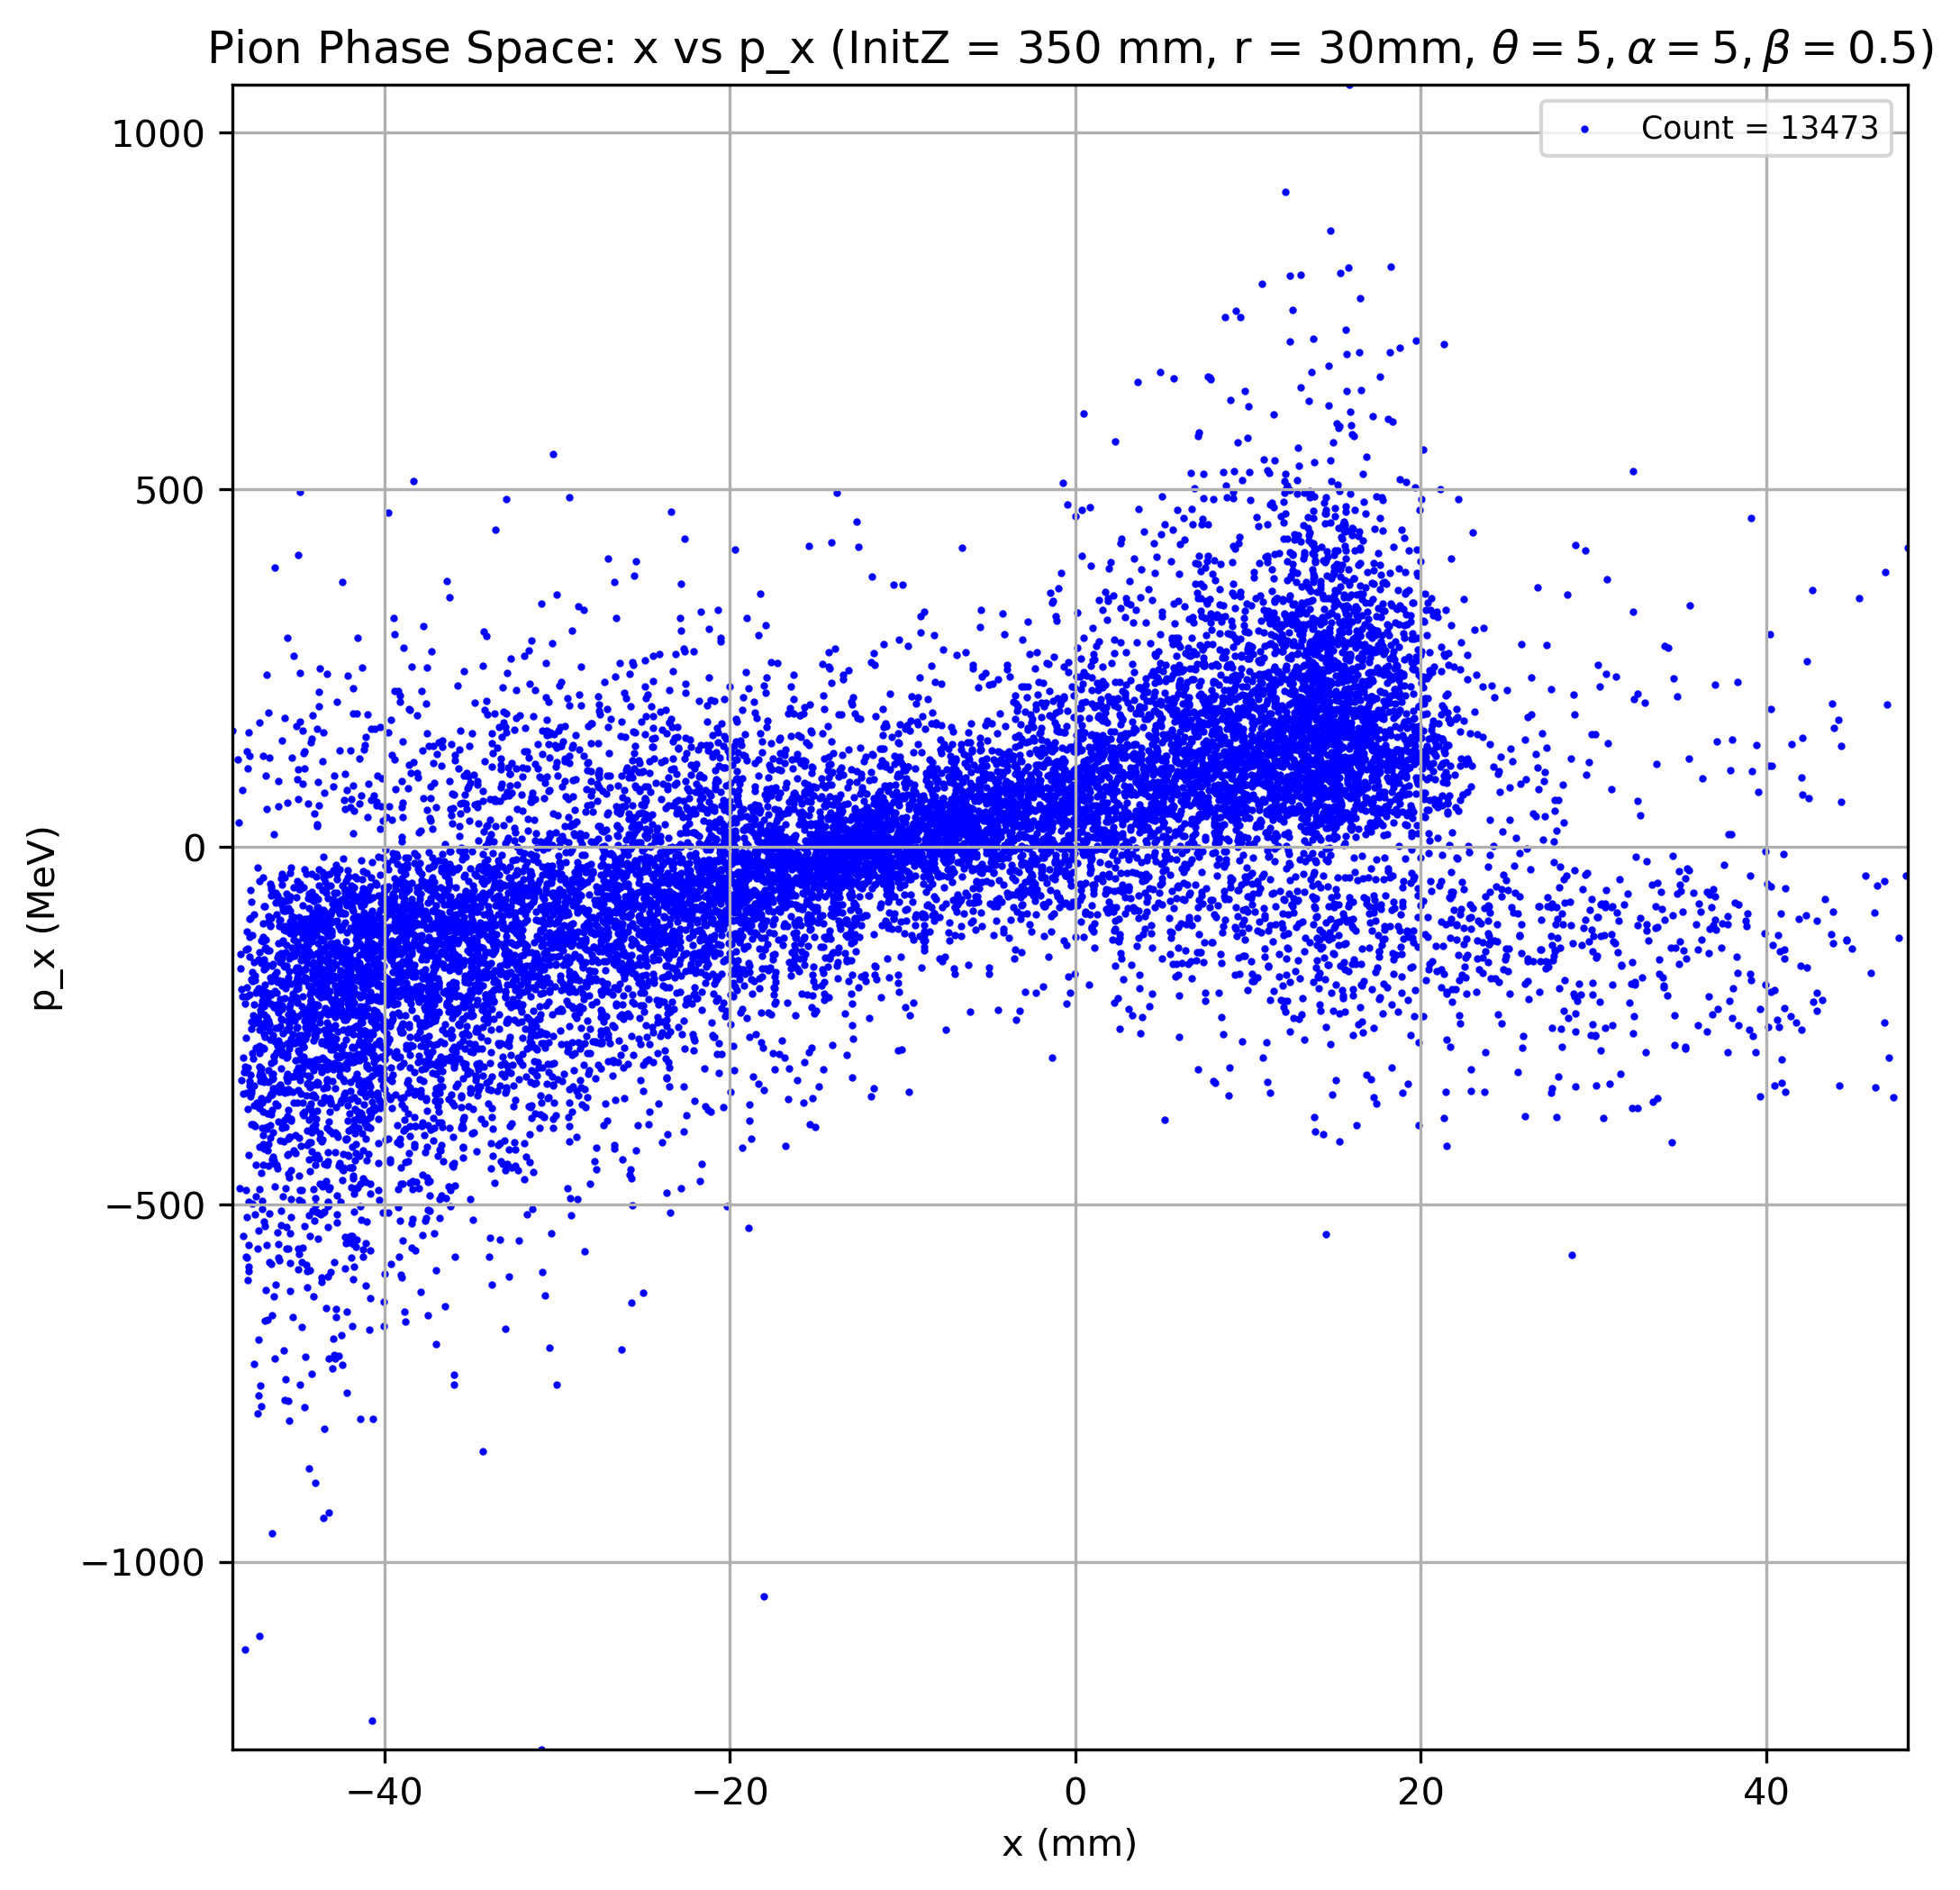 Pion Phase Space: x vs p_x (InitZ = 350 mm, r = 30mm, θ = 5, α = 5, β = 0.5)
Count = 13473
1000
500
0
−500
−1000
p_x (MeV)
−40 −20 0 20 40
x (mm)